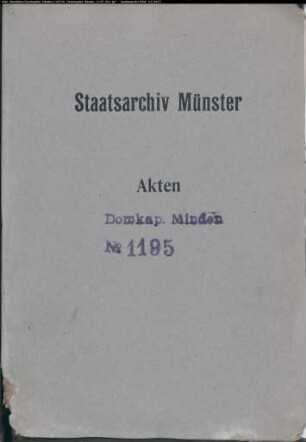 Staatsarchiv Münster
Akten
Domkap. Minden
№ 1195